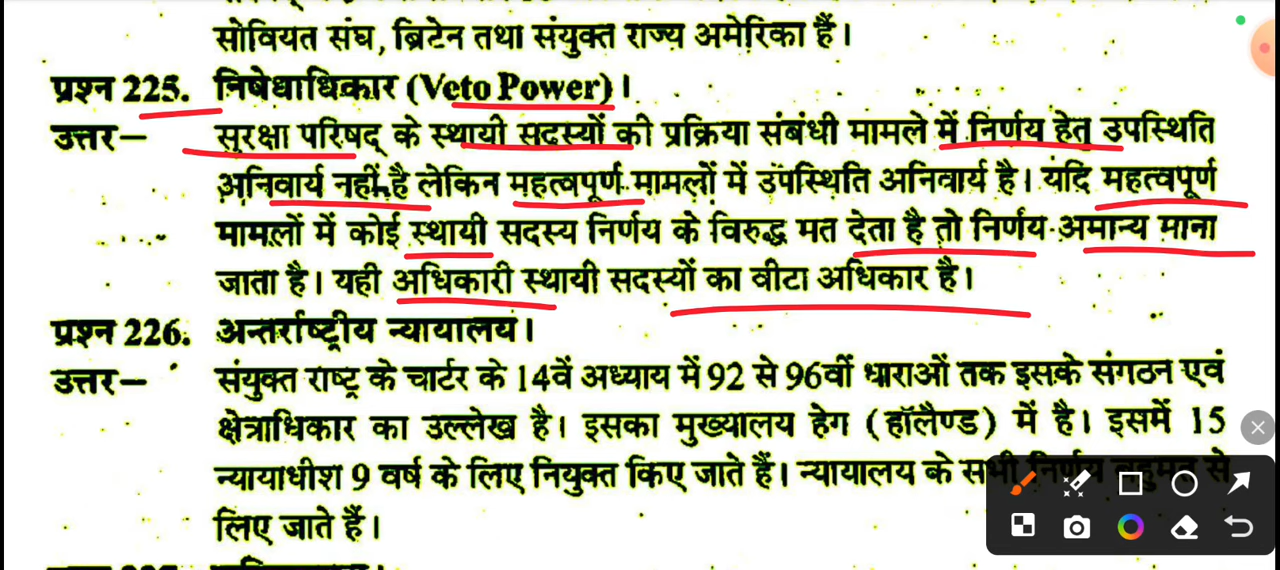 सोवियत संघ, ब्रिटेन तथा संयुक्त राज्य अमेरिका हैं।
प्रश्न 225. निषेधाधिकार (Veto Power)।
उत्तर– सुरक्षा परिषद् के स्थायी सदस्यों की प्रक्रिया संबंधी मामले में निर्णय हेतु उपस्थिति
अनिवार्य नहीं है लेकिन महत्वपूर्ण मामलों में उपस्थिति अनिवार्य है। यदि महत्वपूर्ण
मामलों में कोई स्थायी सदस्य निर्णय के विरुद्ध मत देता है तो निर्णय अमान्य माना
जाता है। यही अधिकारी स्थायी सदस्यों का वीटा अधिकार है।
प्रश्न 226. अन्तर्राष्ट्रीय न्यायालय।
उत्तर– संयुक्त राष्ट्र के चार्टर के 14वें अध्याय में 92 से 96वीं धाराओं तक इसके संगठन एवं
क्षेत्राधिकार का उल्लेख है। इसका मुख्यालय हेग (हॉलैण्ड) में है। इसमें 15
न्यायाधीश 9 वर्ष के लिए नियुक्त किए जाते हैं। न्यायालय के सभी निर्णय बहुमत से
लिए जाते हैं।